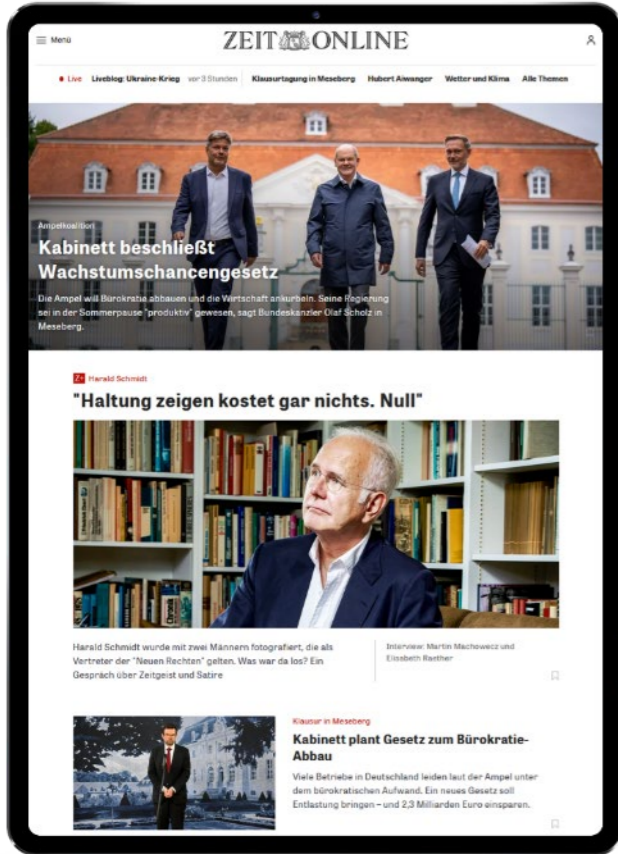 Menü
ZEIT ONLINE
Live Liveblog: Ukraine-Krieg vor 3 Stunden Klausurtagung in Meseberg Hubert Aiwanger Wetter und Klima Alle Themen
Ampelkoalition
Kabinett beschließt
Wachstumschancengesetz
Die Ampel will Bürokratie abbauen und die Wirtschaft ankurbeln. Seine Regierung
sei in der Sommerpause "produktiv" gewesen, sagt Bundeskanzler Olaf Scholz in
Meseberg.
Z+ Harald Schmidt
"Haltung zeigen kostet gar nichts. Null"
Harald Schmidt wurde mit zwei Männern fotografiert, die als
Vertreter der "Neuen Rechten" gelten. Was war da los? Ein
Gespräch über Zeitgeist und Satire
Interview: Martin Machowecz und
Elisabeth Raether
Klausur in Meseberg
Kabinett plant Gesetz zum Bürokratie-
Abbau
Viele Betriebe in Deutschland leiden laut der Ampel unter
dem bürokratischen Aufwand. Ein neues Gesetz soll
Entlastung bringen – und 2,3 Milliarden Euro einsparen.